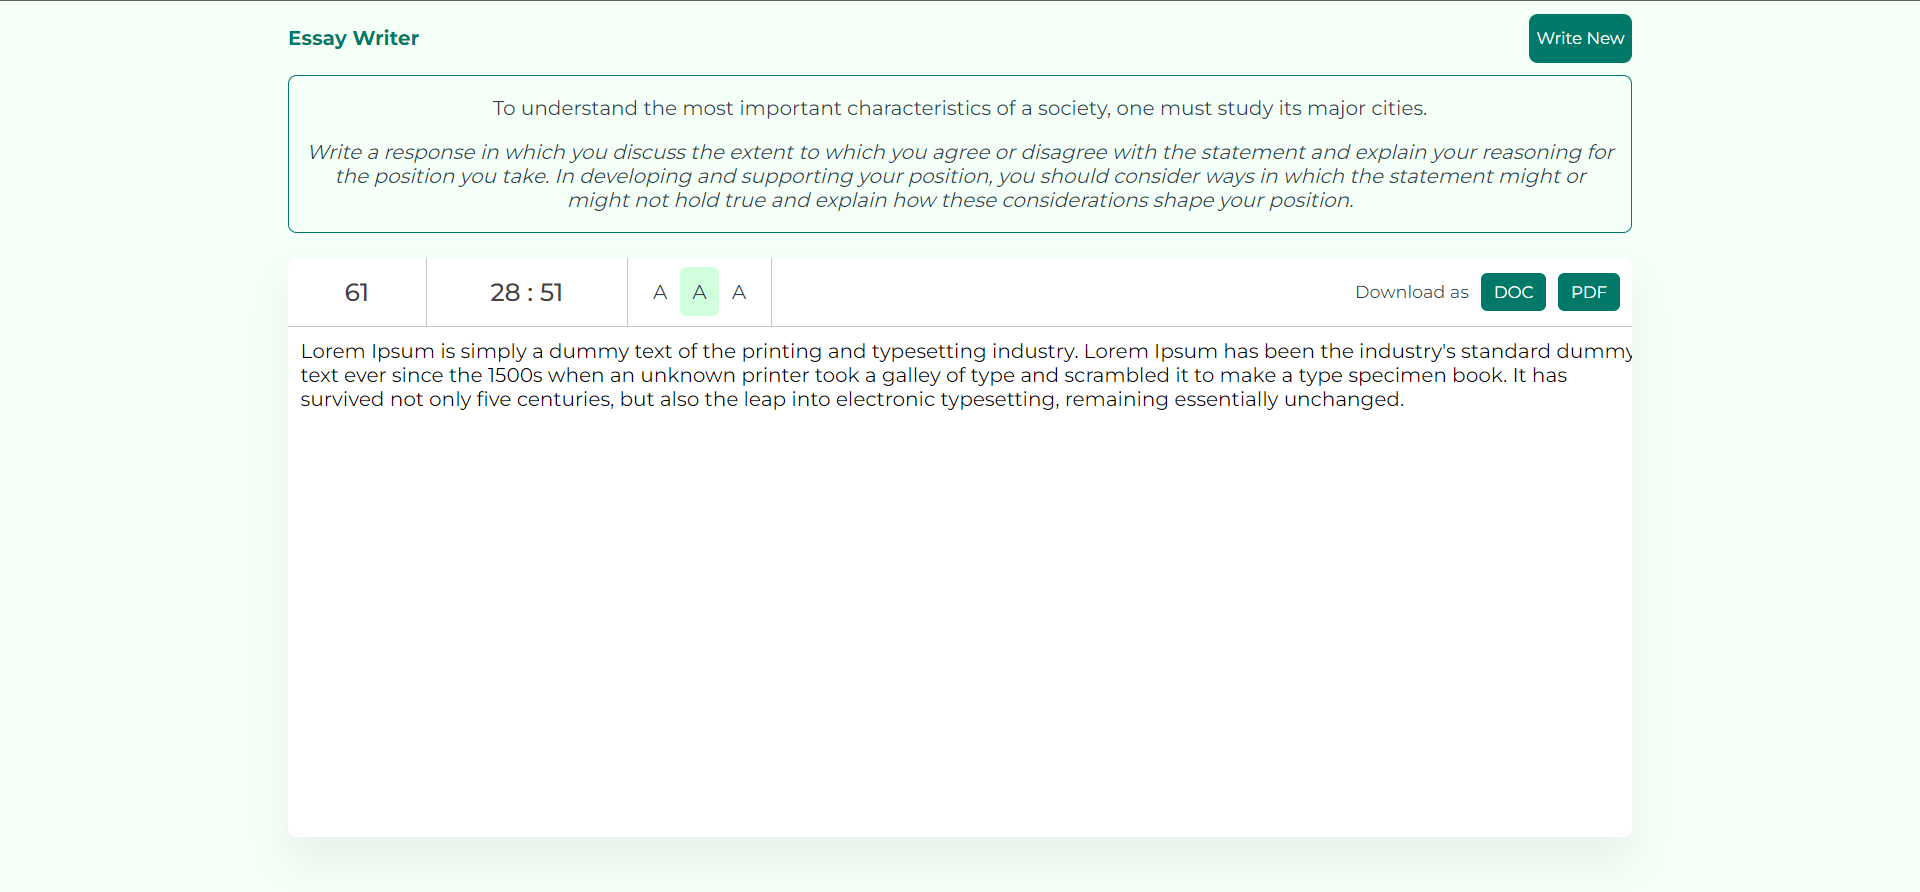 Essay Writer
Write New
To understand the most important characteristics of a society, one must study its major cities.
Write a response in which you discuss the extent to which you agree or disagree with the statement and explain your reasoning for
the position you take. In developing and supporting your position, you should consider ways in which the statement might or
might not hold true and explain how these considerations shape your position.
61
28 : 51
A A A
Download as DOC PDF
Lorem Ipsum is simply a dummy text of the printing and typesetting industry. Lorem Ipsum has been the industry's standard dummy
text ever since the 1500s when an unknown printer took a galley of type and scrambled it to make a type specimen book. It has
survived not only five centuries, but also the leap into electronic typesetting, remaining essentially unchanged.